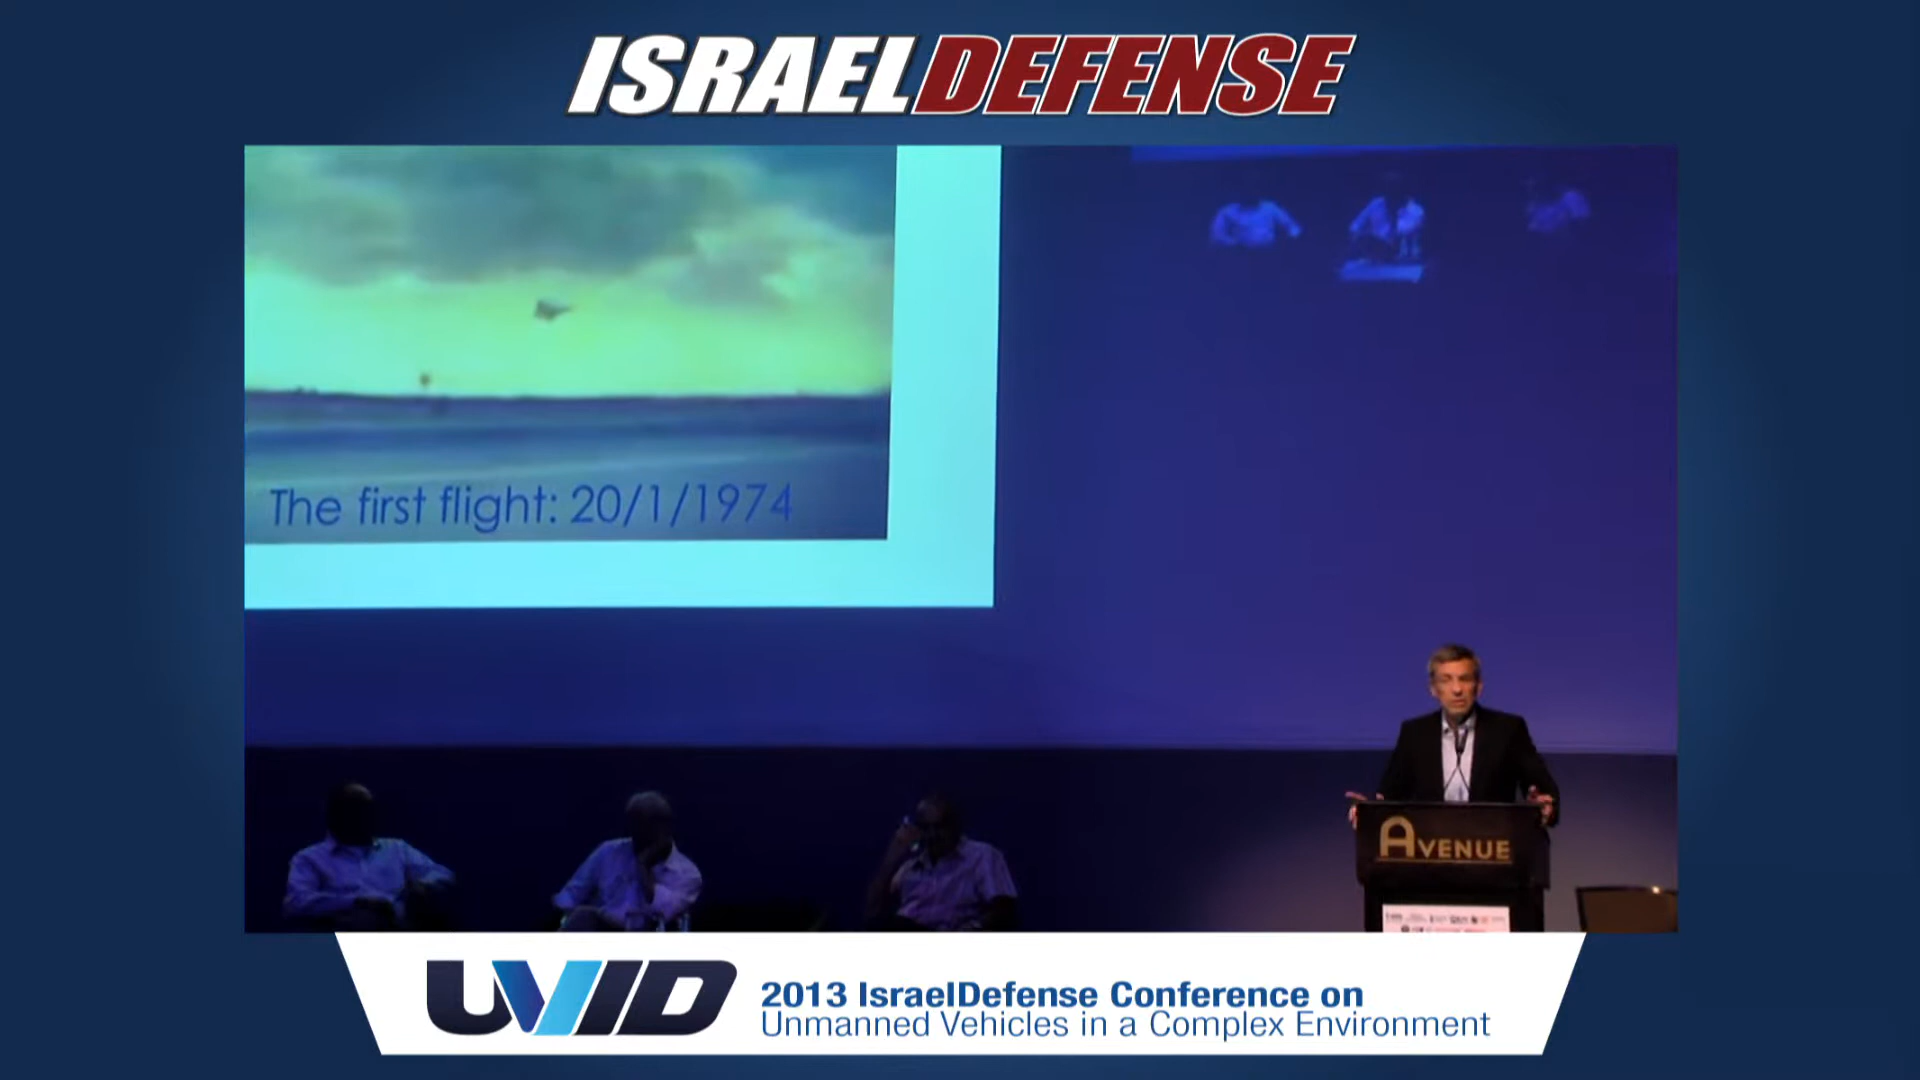 ISRAELDEFENSE
The first flight: 20/1/1974
AVENUE
UVID
2013 IsraelDefense Conference on
Unmanned Vehicles in a Complex Environment